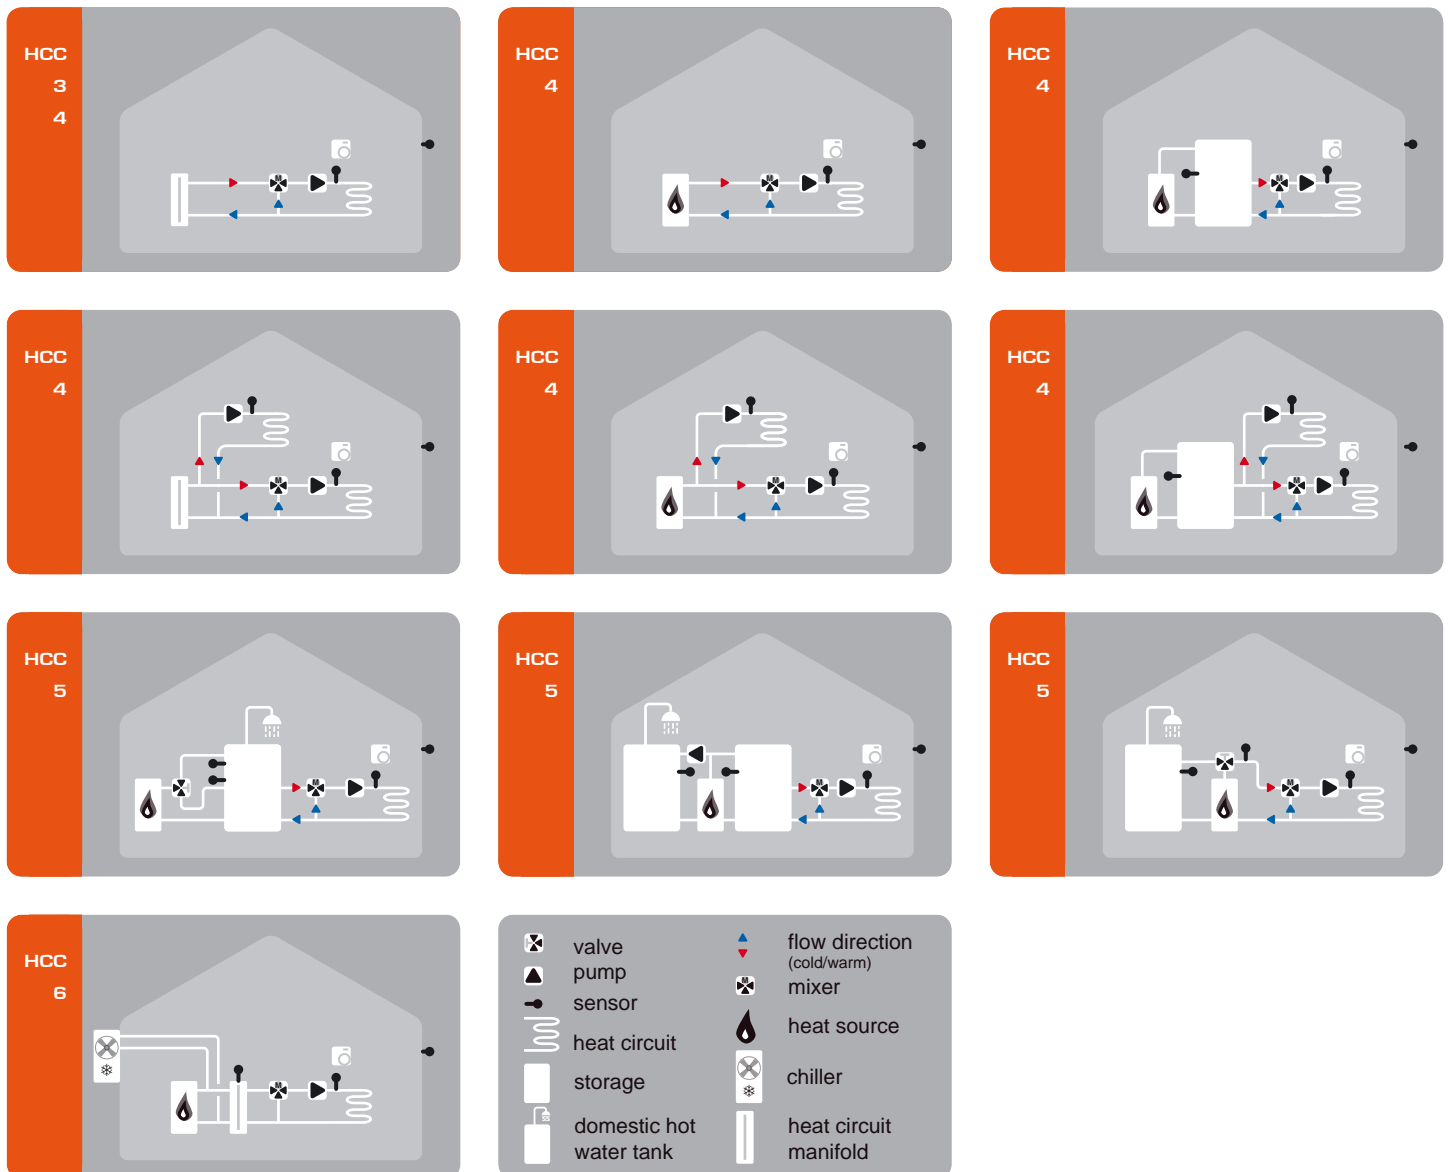 HCC
3
4
HCC
4
HCC
4
HCC
4
HCC
4
HCC
4
HCC
5
HCC
5
HCC
5
HCC
6
valve
pump
sensor
heat circuit
storage
domestic hot
water tank
flow direction
(cold/warm)
mixer
heat source
chiller
heat circuit
manifold